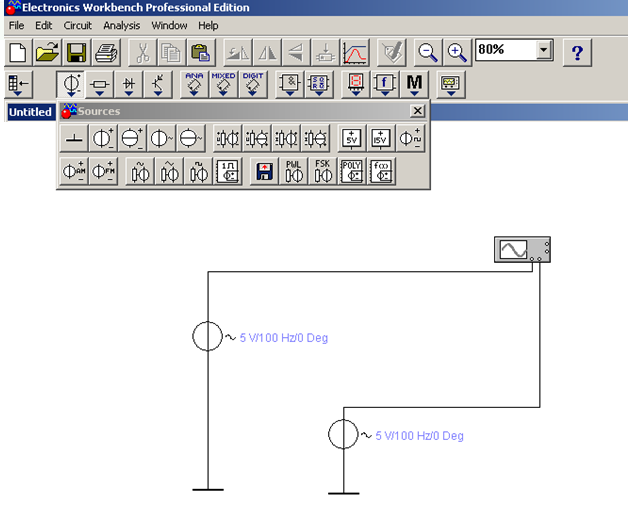 Electronics Workbench Professional Edition
File Edit Circuit Analysis Window Help
80% ?
ANA MIXED DIGIT & f M
Untitled Sources
5V 15V
AM FM PWL FSK POLY f(x)
5 V/100 Hz/0 Deg
5 V/100 Hz/0 Deg